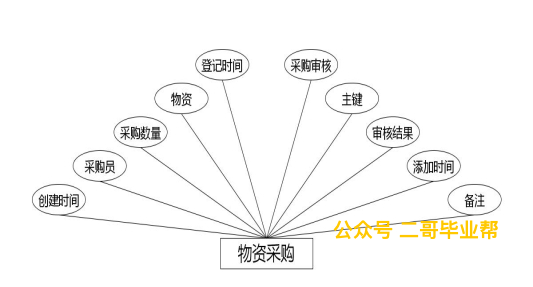 登记时间
采购审核
物资
主键
采购数量
审核结果
采购员
添加时间
创建时间
备注
公众号 二哥毕业帮
物资采购